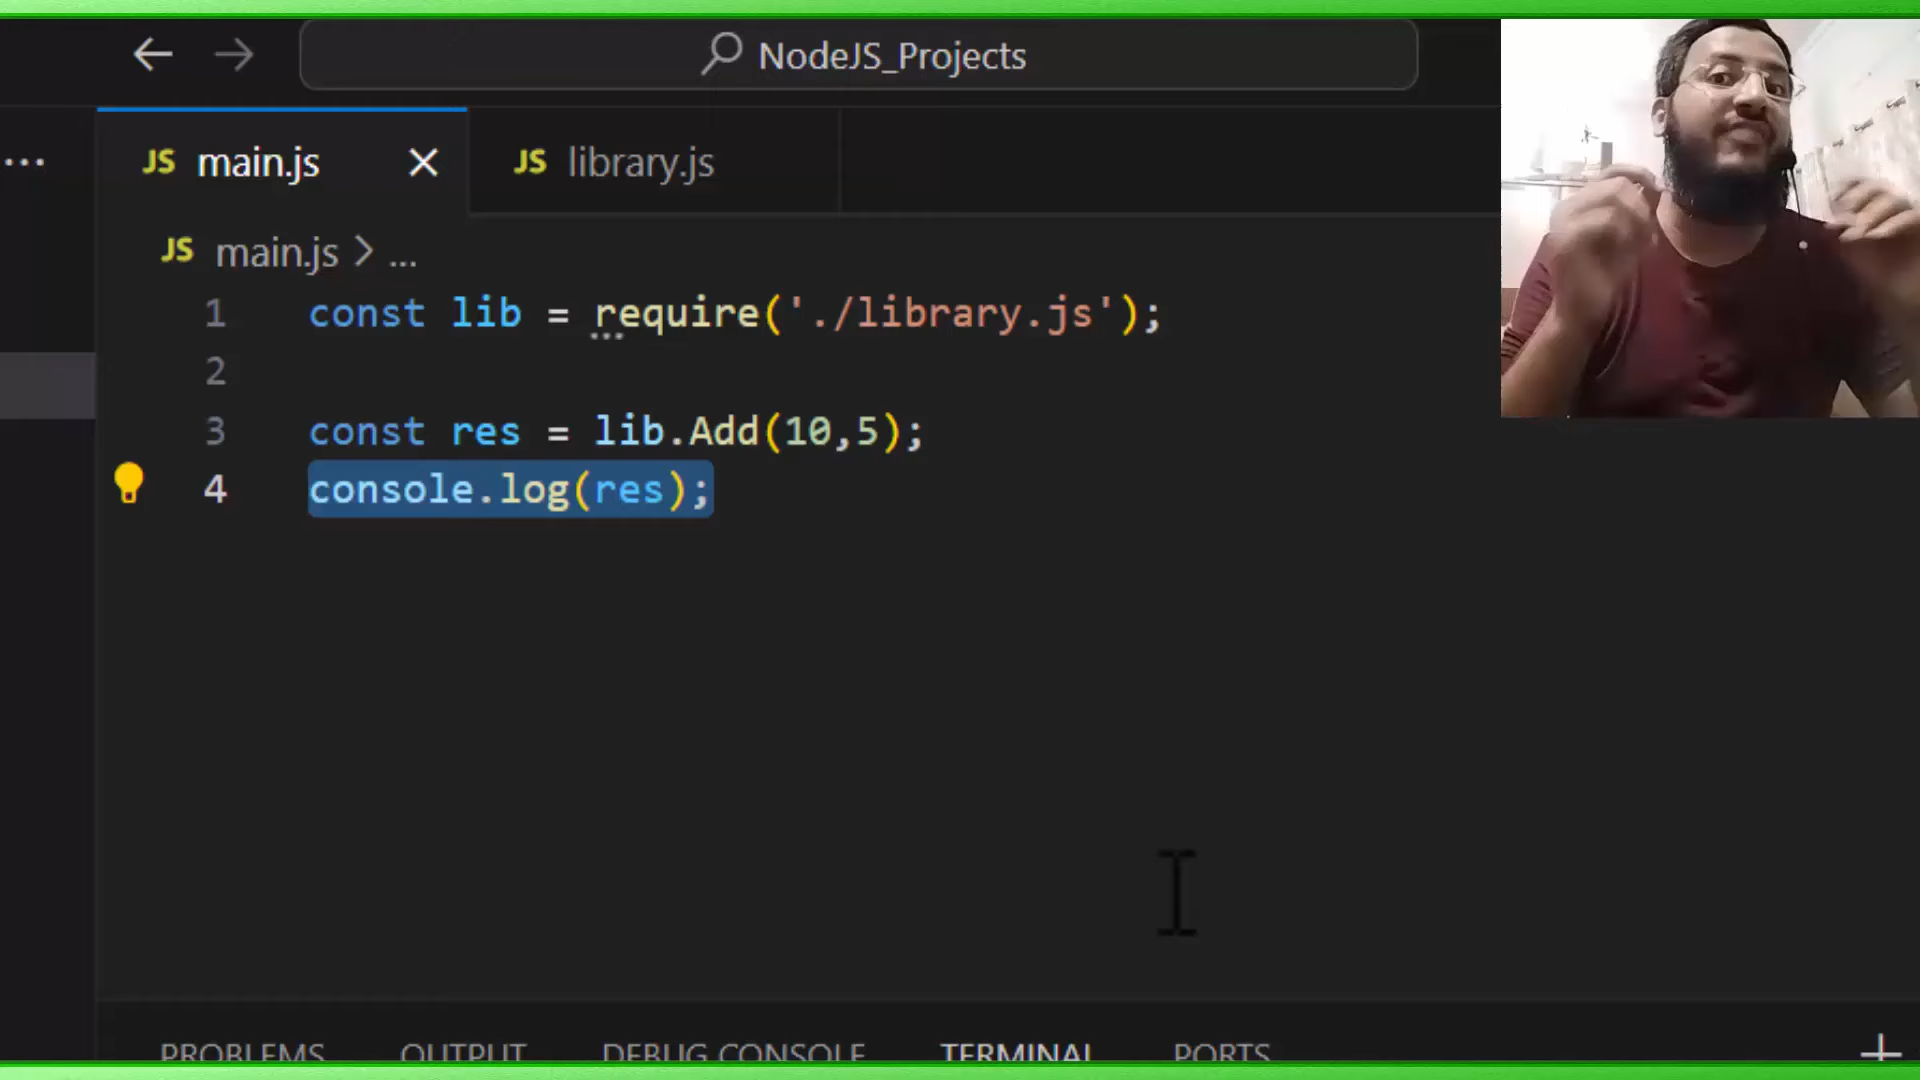 NodeJS_Projects
...
JS main.js
JS library.js
JS main.js > ...
1 const lib = require('./library.js');
2
3 const res = lib.Add(10,5);
4 console.log(res);
PROBLEMS OUTPUT DEBUG CONSOLE TERMINAL PORTS